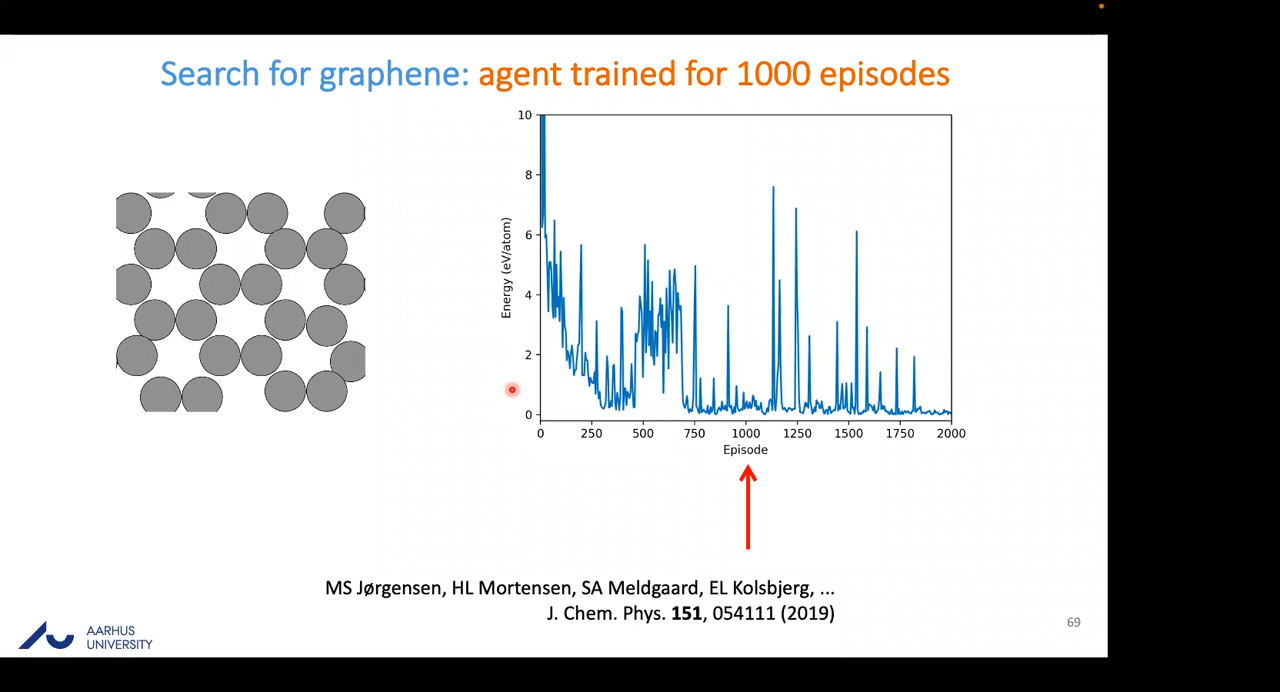 Search for graphene: agent trained for 1000 episodes
10
8
6
4
2
0
Energy (eV/atom)
0 250 500 750 1000 1250 1500 1750 2000
Episode
MS Jørgensen, HL Mortensen, SA Meldgaard, EL Kolsbjerg, ...
J. Chem. Phys. 151, 054111 (2019)
69
AARHUS
UNIVERSITY